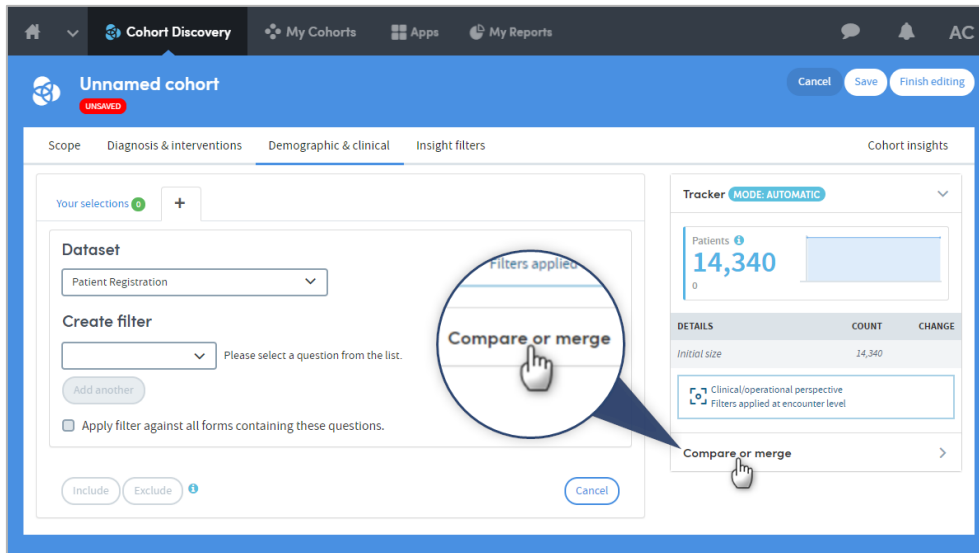 Cohort Discovery My Cohorts Apps My Reports AC
Unnamed cohort
UNSAVED
Cancel Save Finish editing
Scope Diagnosis & interventions Demographic & clinical Insight filters Cohort insights
Your selections 0 +
Dataset
Patient Registration
Create filter
Please select a question from the list.
Add another
Apply filter against all forms containing these questions.
Include Exclude Cancel
Filters applied
Compare or merge
Tracker MODE: AUTOMATIC
Patients
14,340
0
DETAILS COUNT CHANGE
Initial size 14,340
Clinical/operational perspective
Filters applied at encounter level
Compare or merge